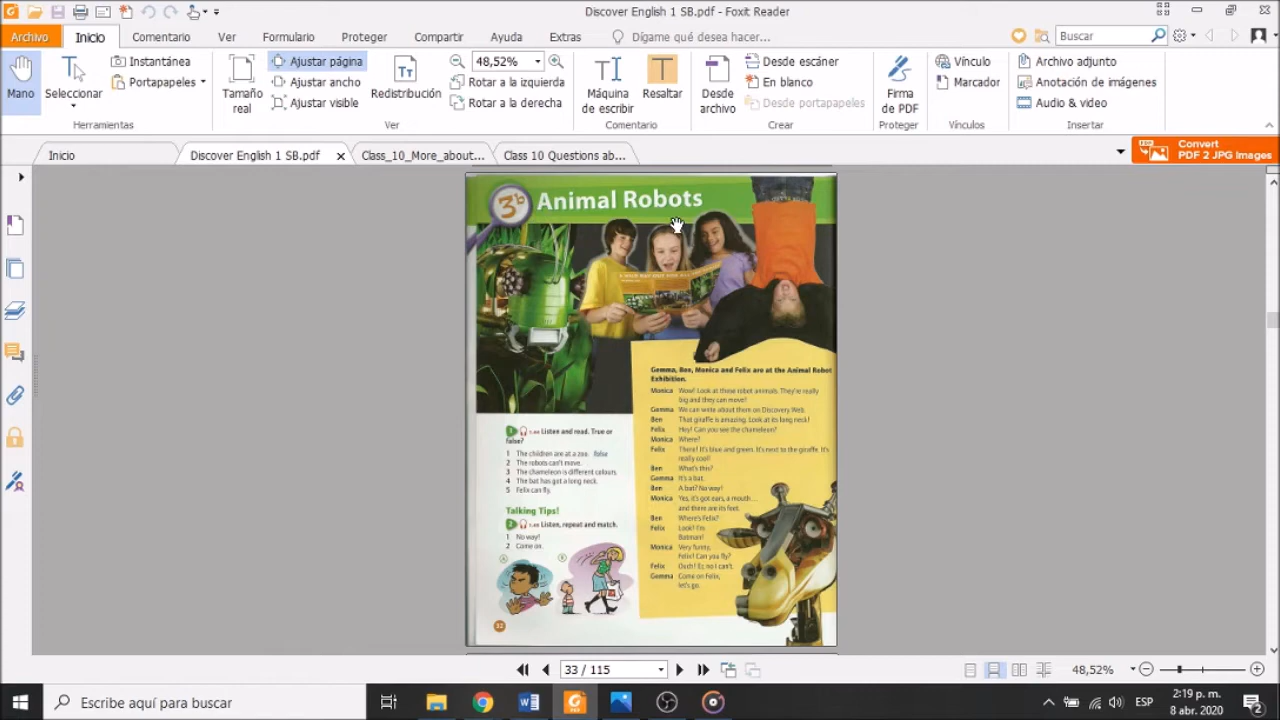 Discover English 1 SB.pdf - Foxit Reader
Archivo Inicio Comentario Ver Formulario Proteger Compartir Ayuda Extras Dígame qué desea hacer... Buscar
Mano
Seleccionar
Instantánea
Portapapeles
Herramientas
Tamaño real
Ajustar página
Ajustar ancho
Ajustar visible
Redistribución
48,52%
Rotar a la izquierda
Rotar a la derecha
Ver
Máquina de escribir
Resaltar
Comentario
Desde archivo
Desde escáner
En blanco
Desde portapapeles
Crear
Firma de PDF
Proteger
Vínculo
Marcador
Vínculos
Archivo adjunto
Anotación de imágenes
Audio & video
Insertar
Inicio Discover English 1 SB.pdf Class_10_More_about... Class 10 Questions ab...
Convert
PDF 2 JPG Images
3b Animal Robots
Gemma, Ben, Monica and Felix are at the Animal Robot
Exhibition.
Monica Wow! Look at these robot animals. They're really
big and they can move!
Gemma We can write about them on Discovery Web.
Ben That giraffe is amazing. Look at its long neck!
Felix Hey! Can you see the chameleon?
Monica Where?
Felix There! It's blue and green. It's next to the giraffe. It's
really cool!
Ben What's this?
Gemma It's a bat.
Ben A bat? No way!
Monica Yes, it's got ears, a mouth ...
and there are its feet.
Ben Where's Felix?
Felix Look! I'm
Batman!
Monica Very funny,
Felix! Can you fly?
Felix Ouch! Er, no I can't.
Gemma Come on Felix,
let's go.
1 1.44 Listen and read. True or
false?
1 The children are at a zoo. False
2 The robots can't move.
3 The chameleon is different colours.
4 The bat has got a long neck.
5 Felix can fly.
Talking Tips!
2 1.45 Listen, repeat and match.
1 No way!
2 Come on.
A B
32
33 / 115
48,52%
Escribe aquí para buscar
ESP
2:19 p. m.
8 abr. 2020
2